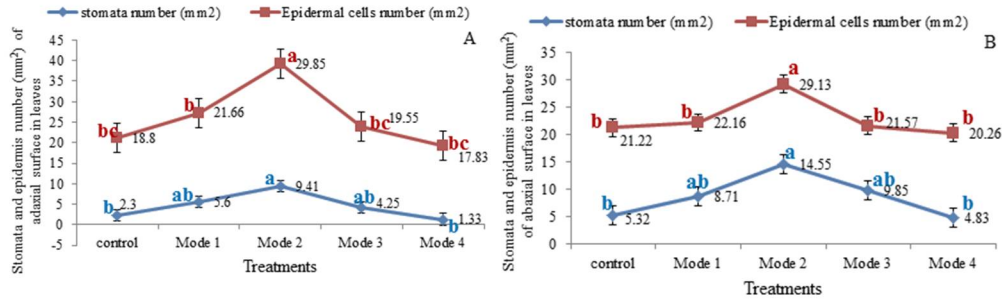 stomata number (mm2) Epidermal cells number (mm2)
A
Stomata and epidermis number (mm²) of
adaxial surface in leaves
45
40
35
30
25
20
15
10
5
0
-5
bc 18.8
b 21.66
a 29.85
bc 19.55
bc 17.83
b 2.3
ab 5.6
a 9.41
ab 4.25
b 1.33
control Mode 1 Mode 2 Mode 3 Mode 4
Treatments
stomata number (mm2) Epidermal cells number (mm2)
B
Stomata and epidermis number (mm²)
of abaxial surface in leaves
35
30
25
20
15
10
5
0
b 21.22
b 22.16
a 29.13
b 21.57
b 20.26
b 5.32
ab 8.71
a 14.55
ab 9.85
b 4.83
control Mode 1 Mode 2 Mode 3 Mode 4
Treatments